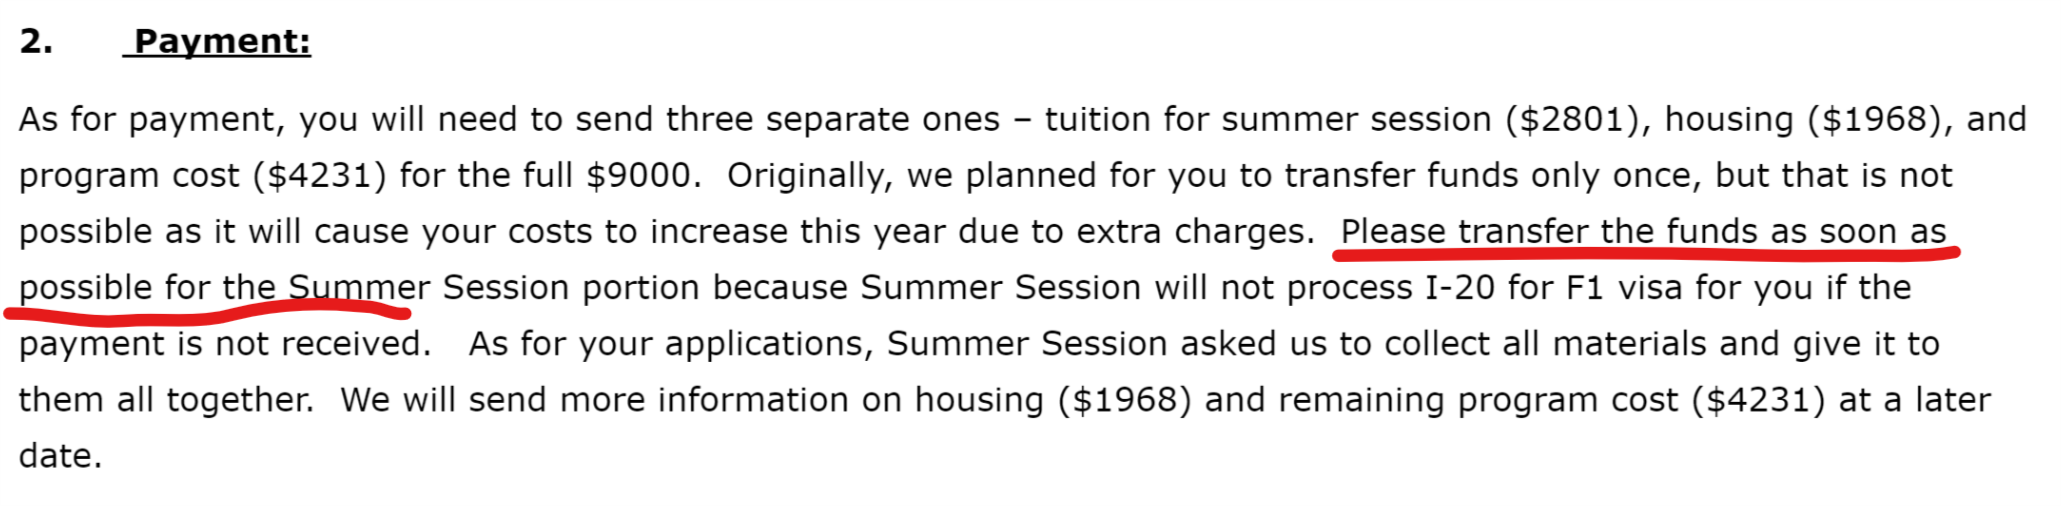 2. Payment:
As for payment, you will need to send three separate ones – tuition for summer session ($2801), housing ($1968), and
program cost ($4231) for the full $9000.  Originally, we planned for you to transfer funds only once, but that is not
possible as it will cause your costs to increase this year due to extra charges.  Please transfer the funds as soon as
possible for the Summer Session portion because Summer Session will not process I-20 for F1 visa for you if the
payment is not received.   As for your applications, Summer Session asked us to collect all materials and give it to
them all together.  We will send more information on housing ($1968) and remaining program cost ($4231) at a later
date.